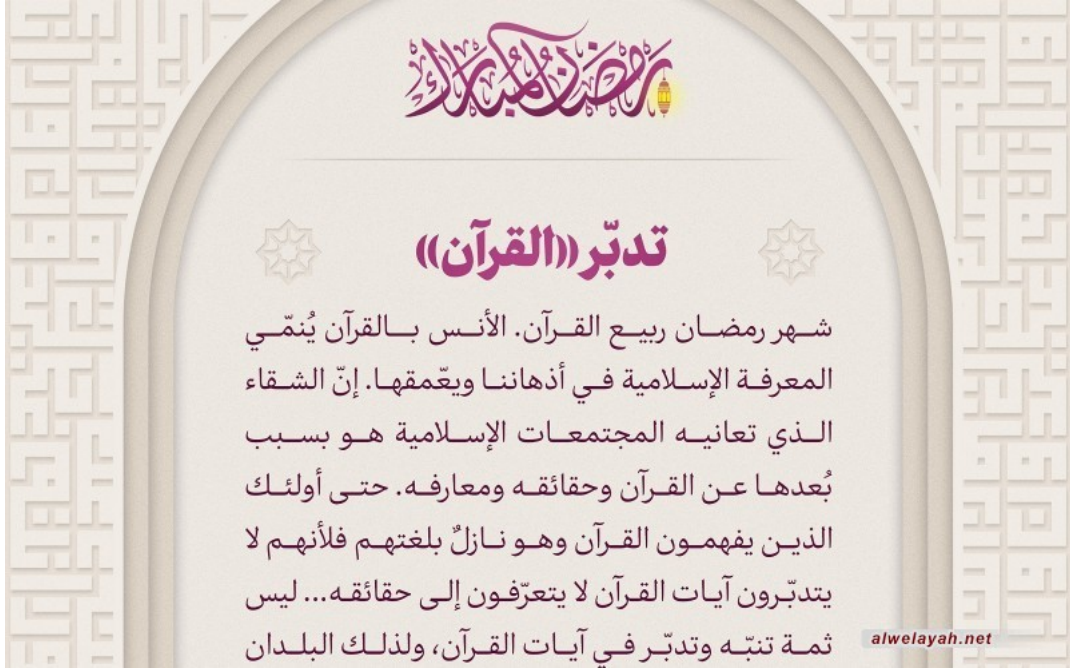 رمضان المبارك
تدبّر «القرآن»
شهر رمضان ربيع القرآن. الأنس بالقرآن يُنمّي
المعرفة الإسلامية في أذهاننا ويعّمقها. إنّ الشقاء
الذي تعانيه المجتمعات الإسلامية هو بسبب
بُعدها عن القرآن وحقائقه ومعارفه. حتى أولئك
الذين يفهمون القرآن وهو نازلٌ بلغتهم فلأنهم لا
يتدبّرون آيات القرآن لا يتعرّفون إلى حقائقه... ليس
ثمة تنبّه وتدبّر في آيات القرآن، ولذلك البلدان
alwelayah.net